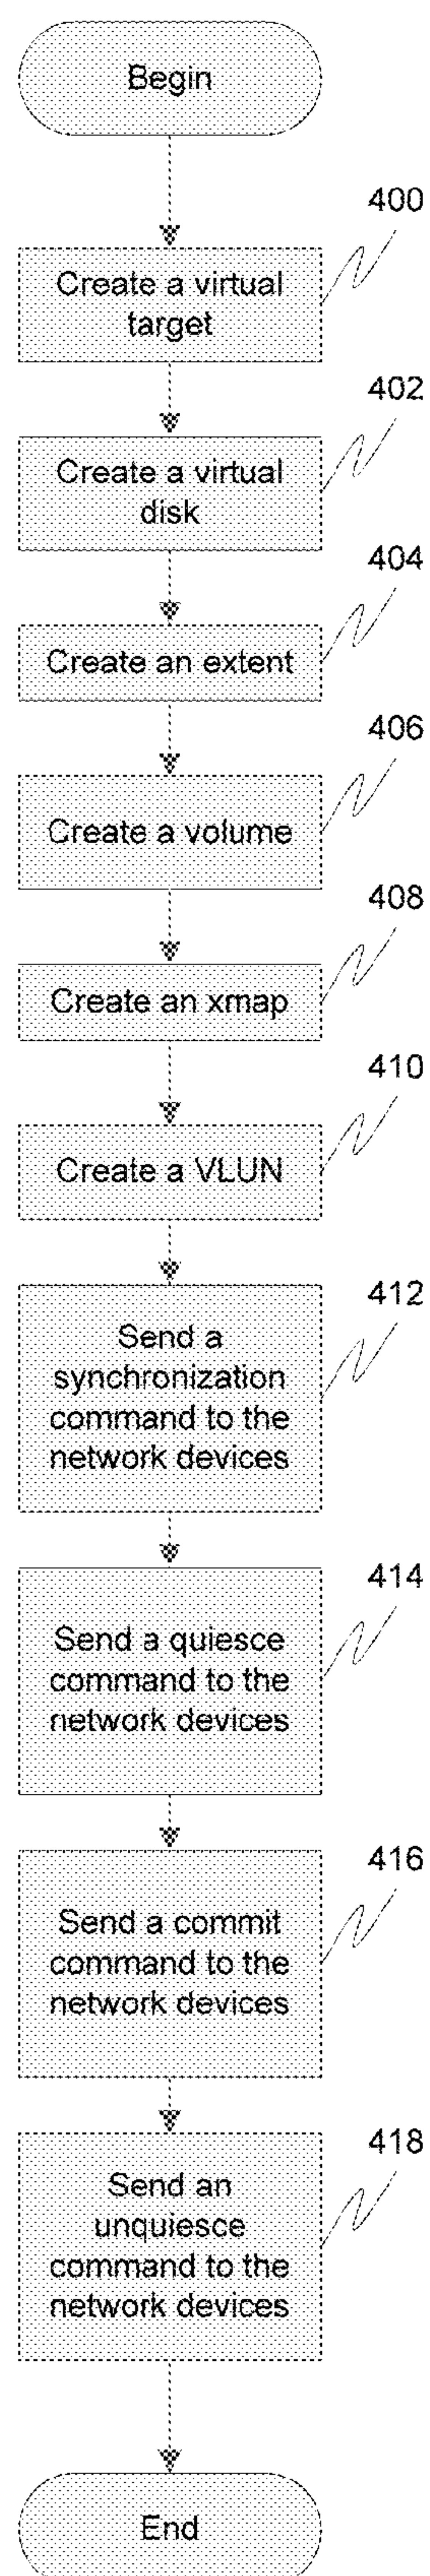 Begin
400
Create a virtual
target
402
Create a virtual
disk
404
Create an extent
406
Create a volume
408
Create an xmap
410
Create a VLUN
412
Send a
synchronization
command to the
network devices
414
Send a quiesce
command to the
network devices
416
Send a commit
command to the
network devices
418
Send an
unquiesce
command to the
network devices
End